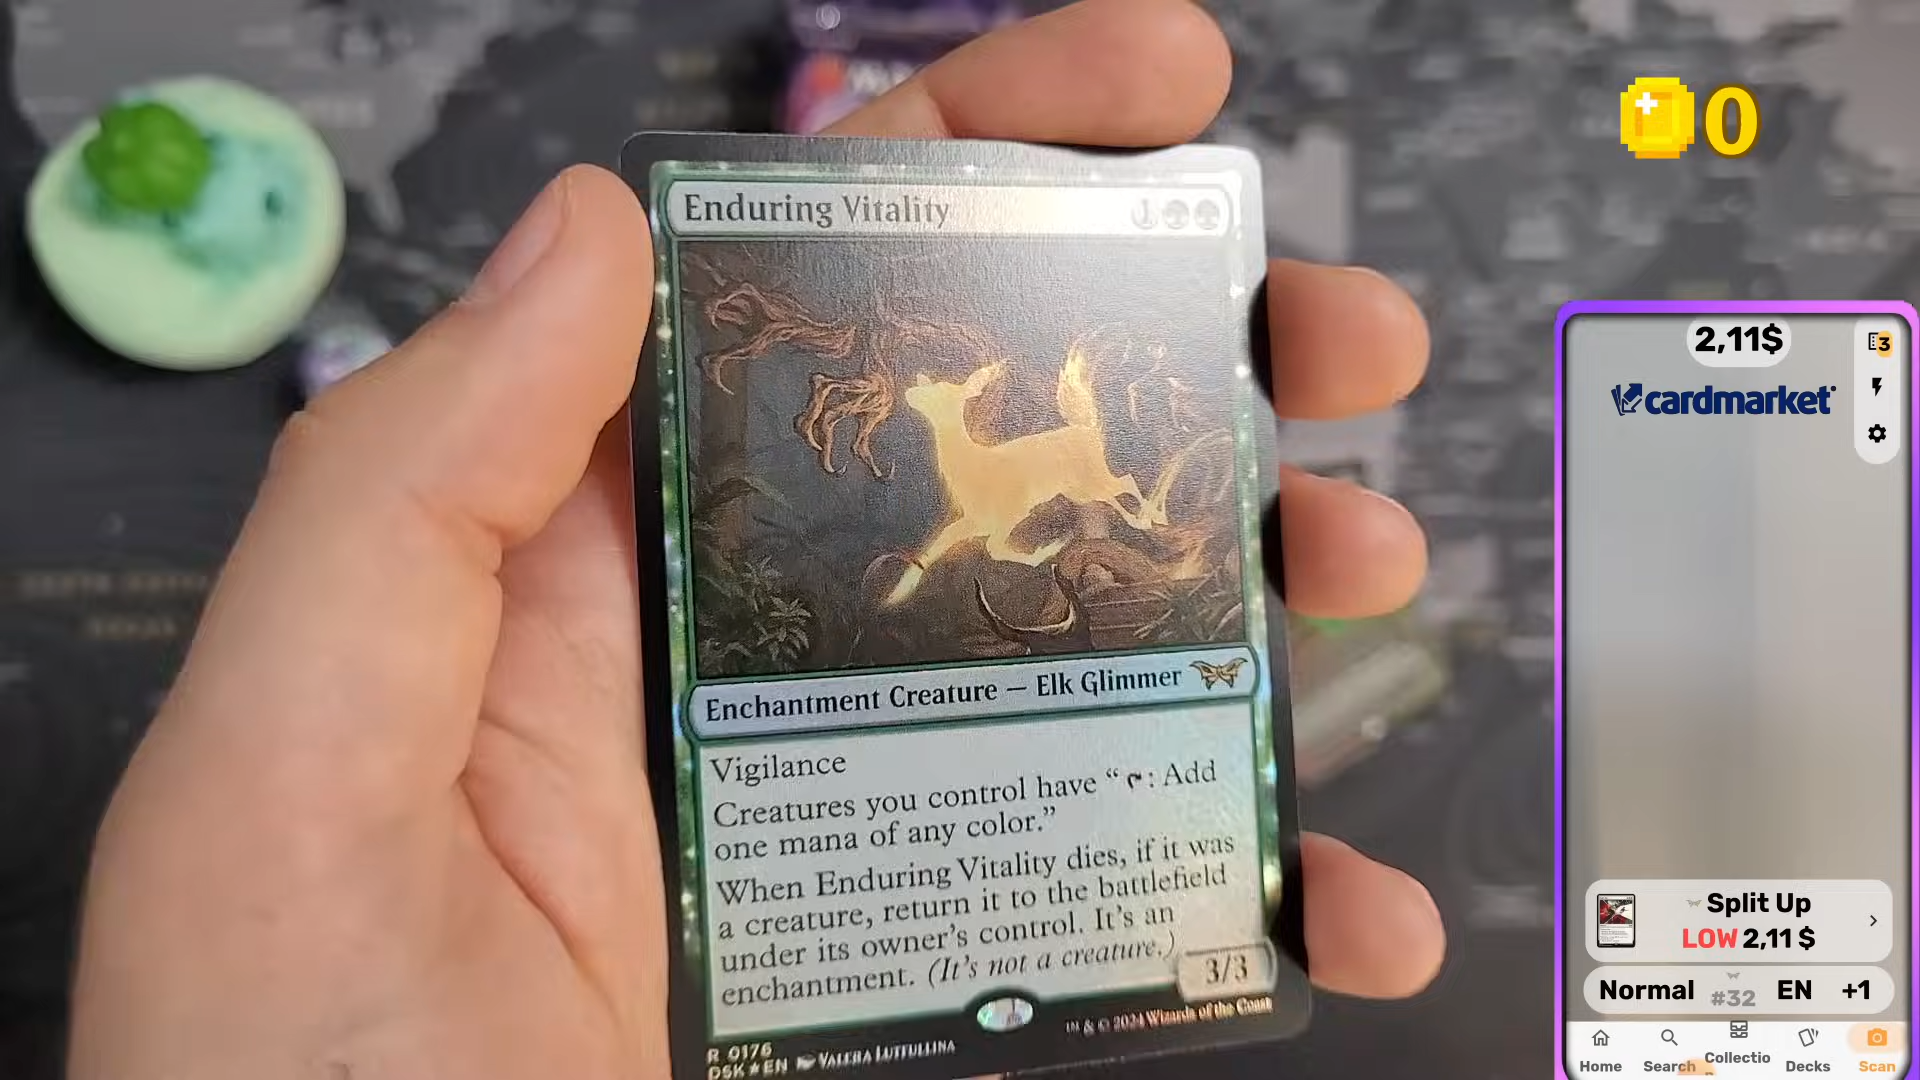 Enduring Vitality
Enchantment Creature — Elk Glimmer
Vigilance
Creatures you control have “: Add
one mana of any color.”
When Enduring Vitality dies, if it was
a creature, return it to the battlefield
under its owner’s control. It’s an
enchantment. (It’s not a creature.)
3/3
R 0176
DSK★EN VALERA LUTFULLINA
& © 2024 Wizards of the Coast
0
2,11$
3
cardmarket
Split Up
LOW 2,11 $
Normal #32 EN +1
Home Search Collectio Decks Scan